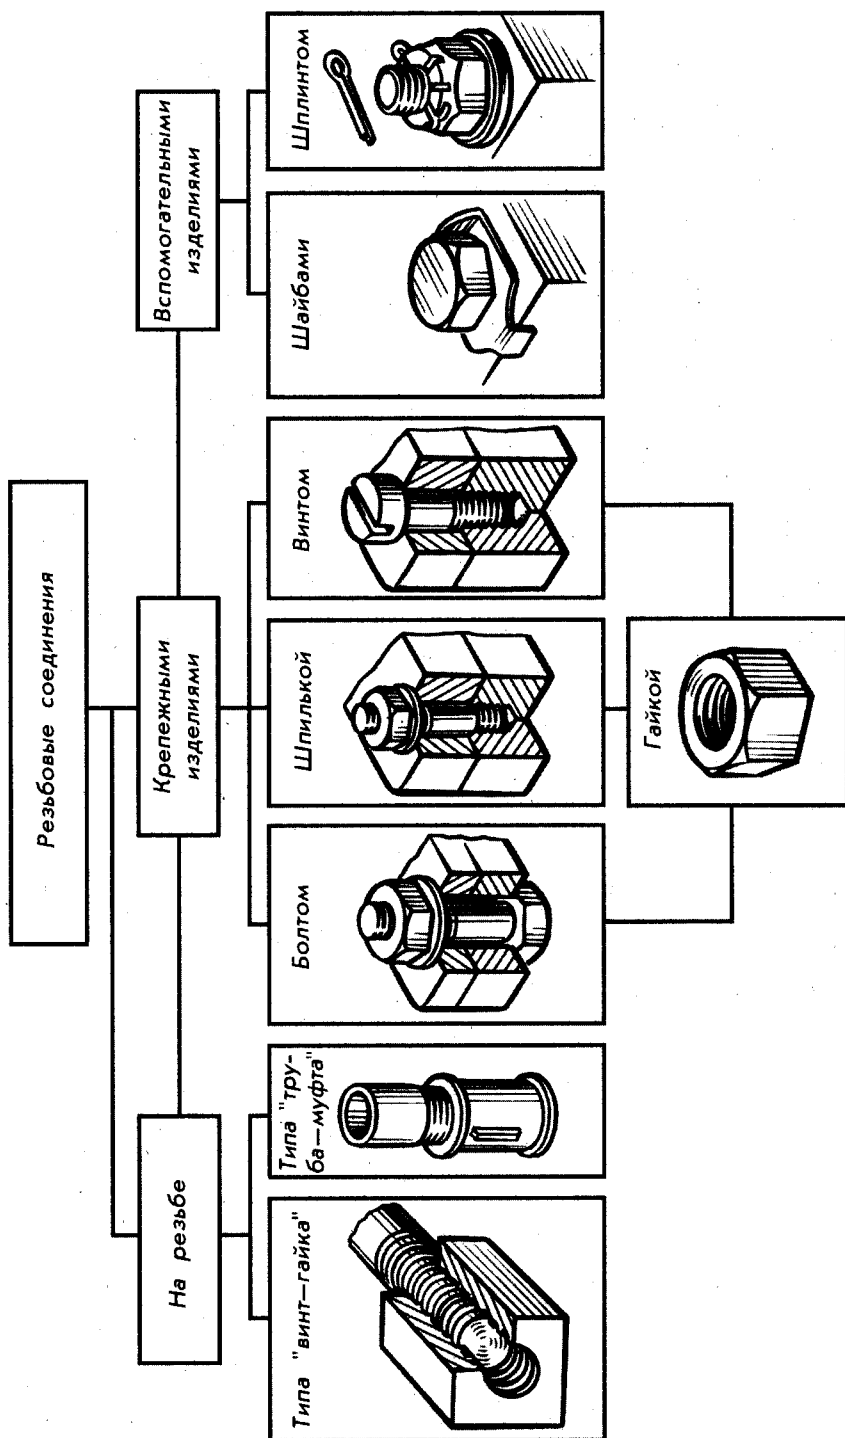 Резьбовые соединения
На резьбе
Крепежными
изделиями
Вспомогательными
изделиями
Типа "винт—гайка"
Типа "тру-
ба—муфта"
Болтом
Шпилькой
Винтом
Шайбами
Шплинтом
Гайкой